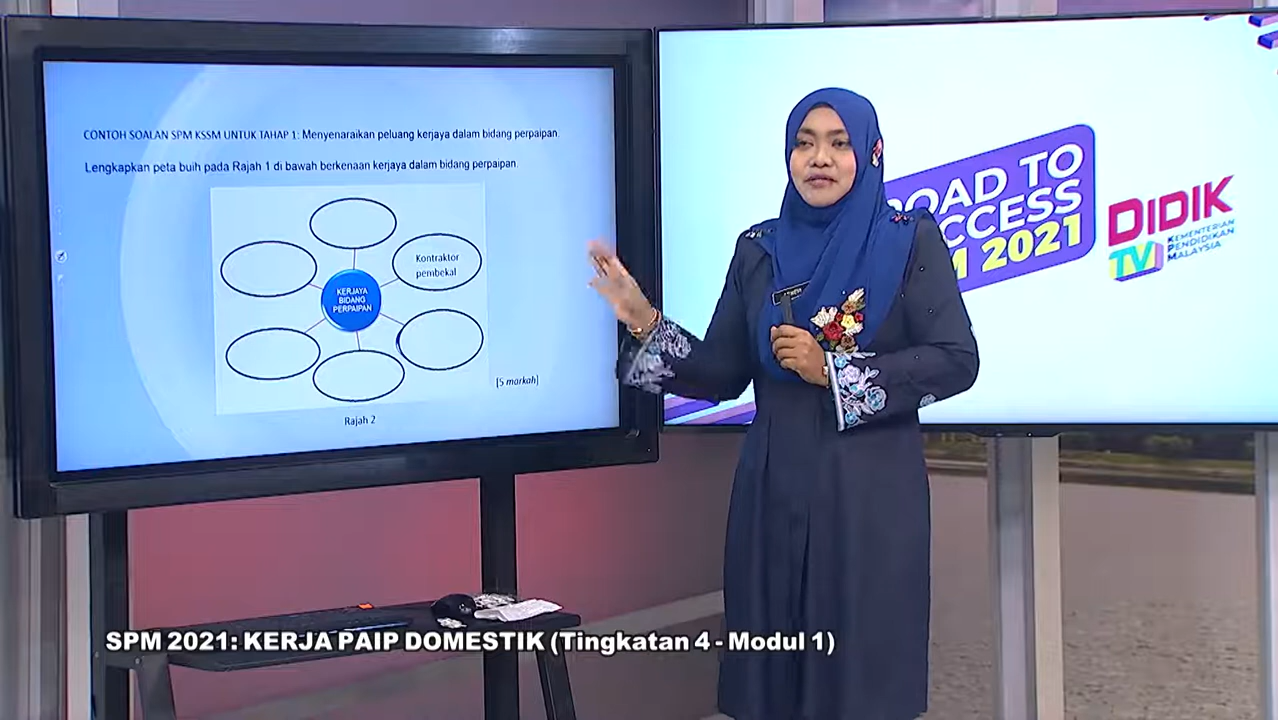 CONTOH SOALAN SPM KSSM UNTUK TAHAP 1: Menyenaraikan peluang kerjaya dalam bidang perpaipan.
Lengkapkan peta buih pada Rajah 1 di bawah berkenaan kerjaya dalam bidang perpaipan.
Kontraktor
pembekal
KERJAYA
BIDANG
PERPAIPAN
[5 markah]
Rajah 2
OAD TO
CCESS
M 2021
DIDIK
TV
KEMENTERIAN
PENDIDIKAN
MALAYSIA
SPM 2021: KERJA PAIP DOMESTIK (Tingkatan 4 - Modul 1)